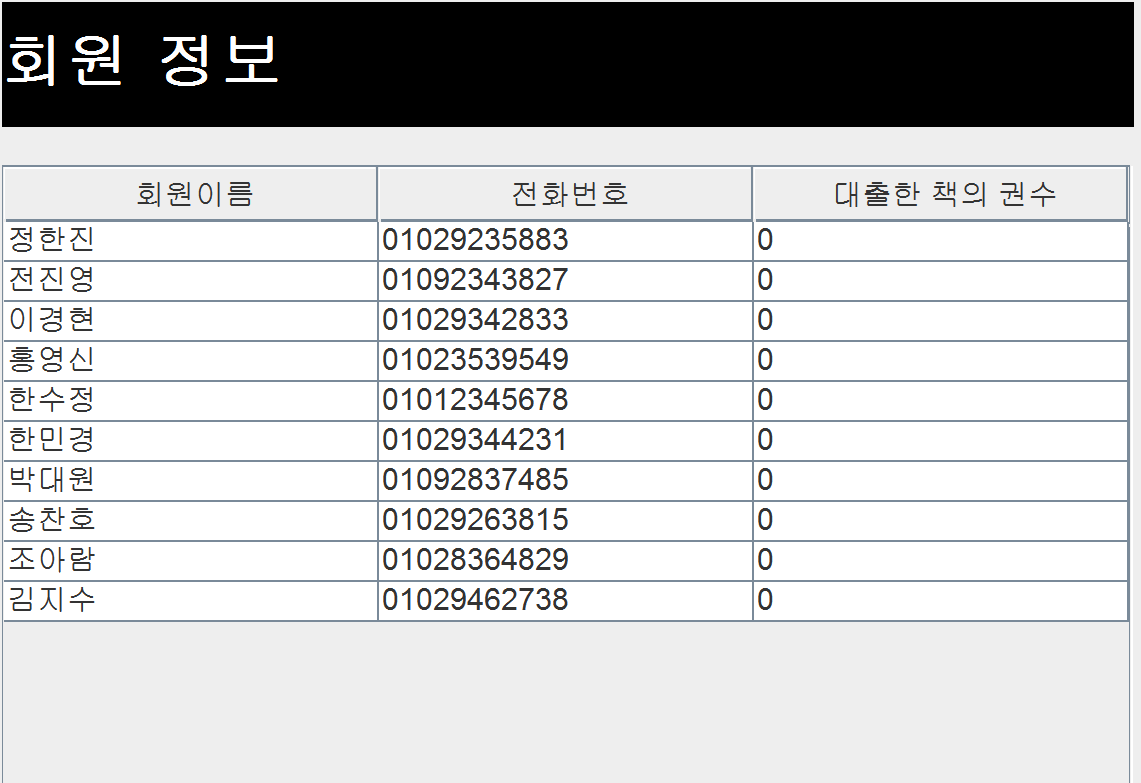 회원 정보
회원이름 전화번호 대출한 책의 권수
정한진 01029235883 0
전진영 01092343827 0
이경현 01029342833 0
홍영신 01023539549 0
한수정 01012345678 0
한민경 01029344231 0
박대원 01092837485 0
송찬호 01029263815 0
조아람 01028364829 0
김지수 01029462738 0